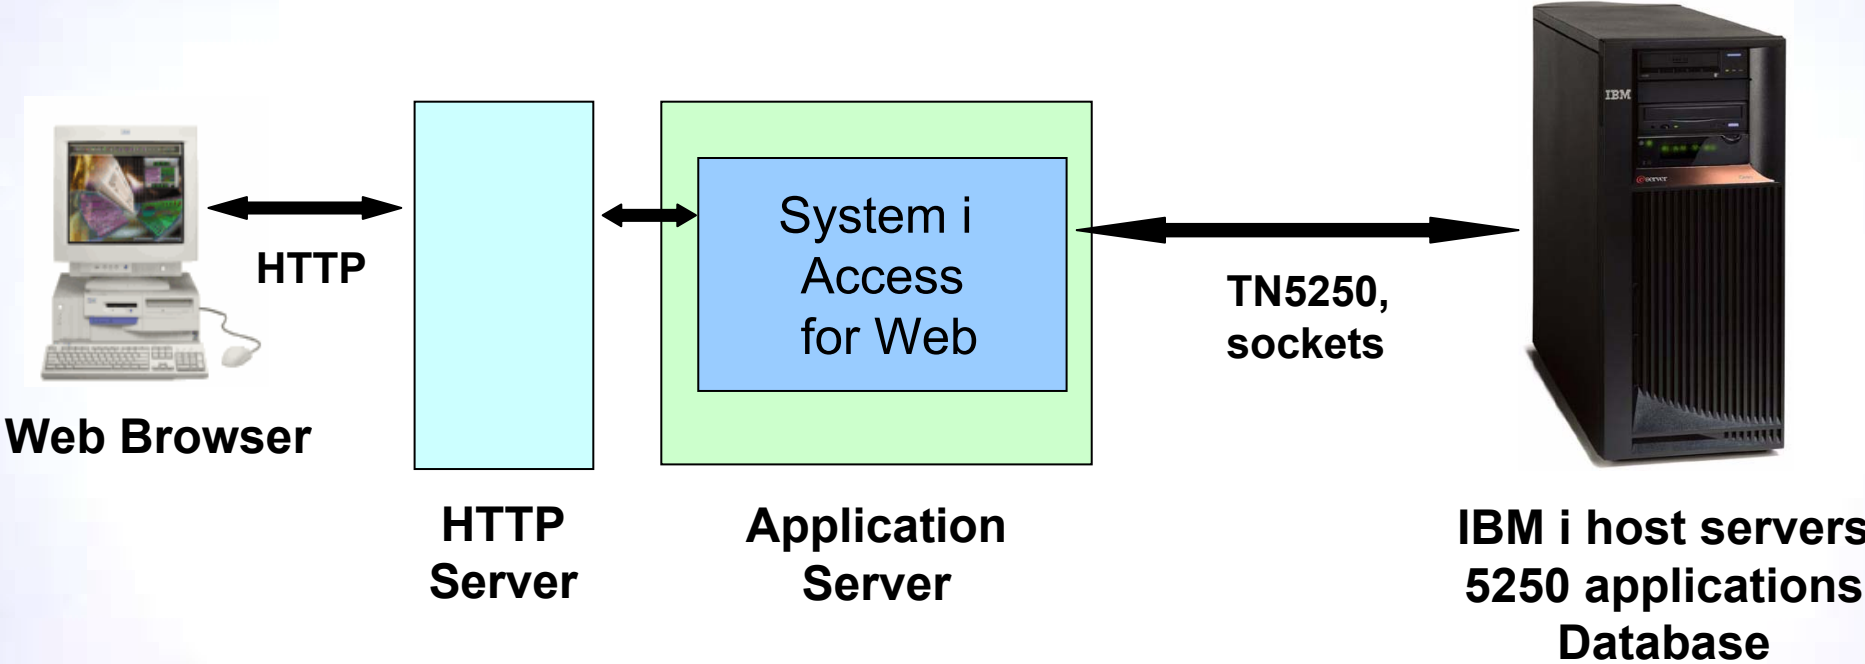 IBM
eserver
HTTP
System i
Access
for Web
TN5250,
sockets
Web Browser
HTTP
Server
Application
Server
IBM i host servers
5250 applications
Database